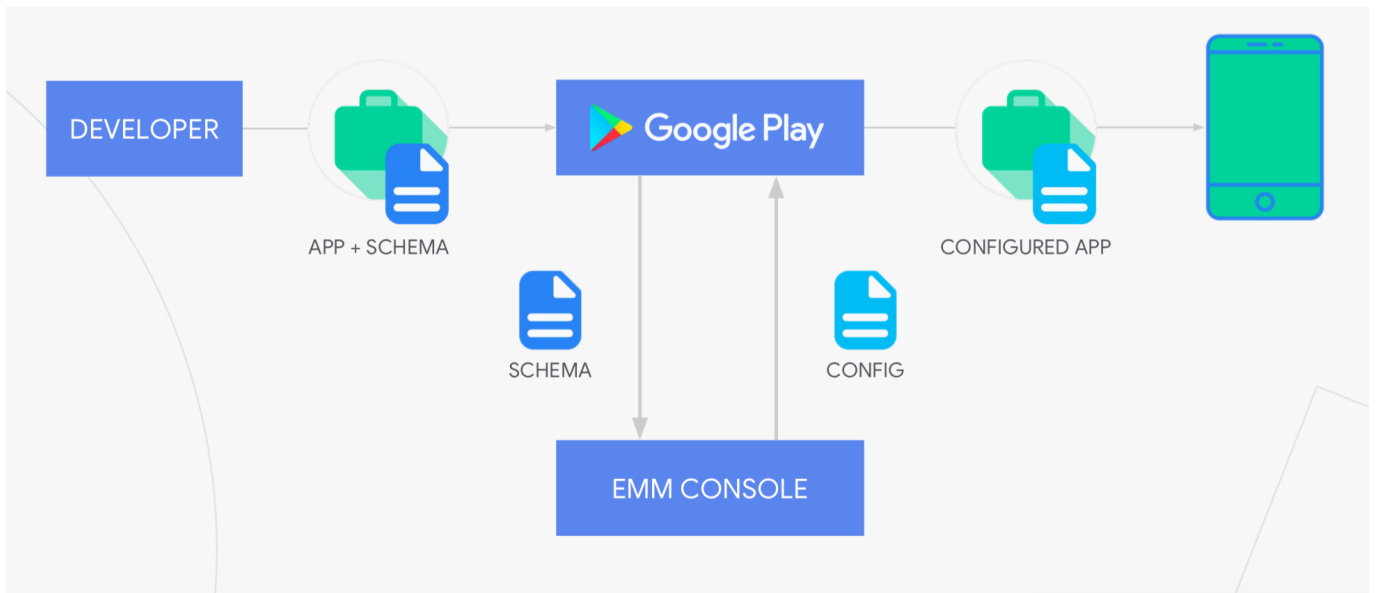 DEVELOPER
Google Play
APP + SCHEMA
CONFIGURED APP
SCHEMA
CONFIG
EMM CONSOLE